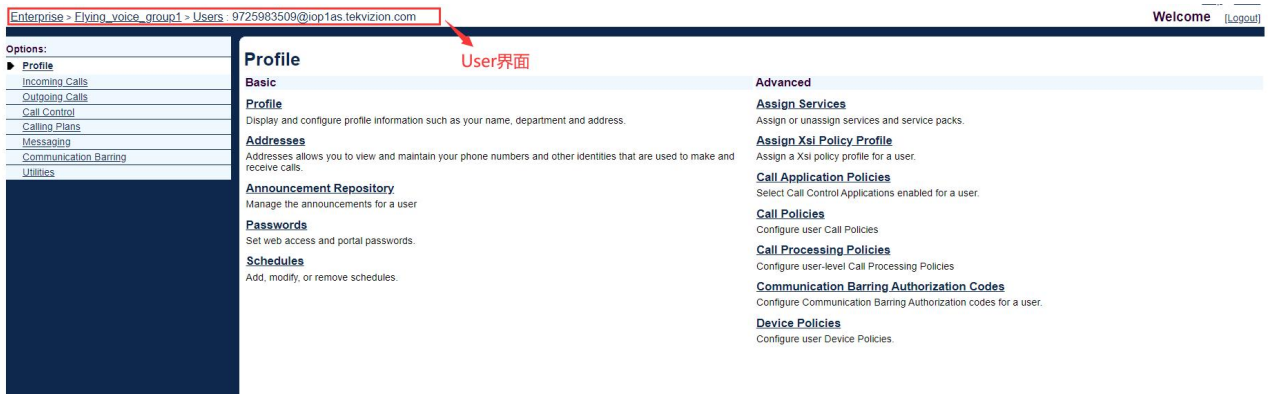 Enterprise > Flying_voice_group1 > Users : 9725983509@iop1as.tekvizion.com
Welcome [Logout]
User界面
Options:
Profile
Incoming Calls
Outgoing Calls
Call Control
Calling Plans
Messaging
Communication Barring
Utilities
Profile
Basic
Profile
Display and configure profile information such as your name, department and address.
Addresses
Addresses allows you to view and maintain your phone numbers and other identities that are used to make and
receive calls.
Announcement Repository
Manage the announcements for a user
Passwords
Set web access and portal passwords.
Schedules
Add, modify, or remove schedules.
Advanced
Assign Services
Assign or unassign services and service packs.
Assign Xsi Policy Profile
Assign a Xsi policy profile for a user.
Call Application Policies
Select Call Control Applications enabled for a user.
Call Policies
Configure user Call Policies
Call Processing Policies
Configure user-level Call Processing Policies
Communication Barring Authorization Codes
Configure Communication Barring Authorization codes for a user.
Device Policies
Configure user Device Policies.